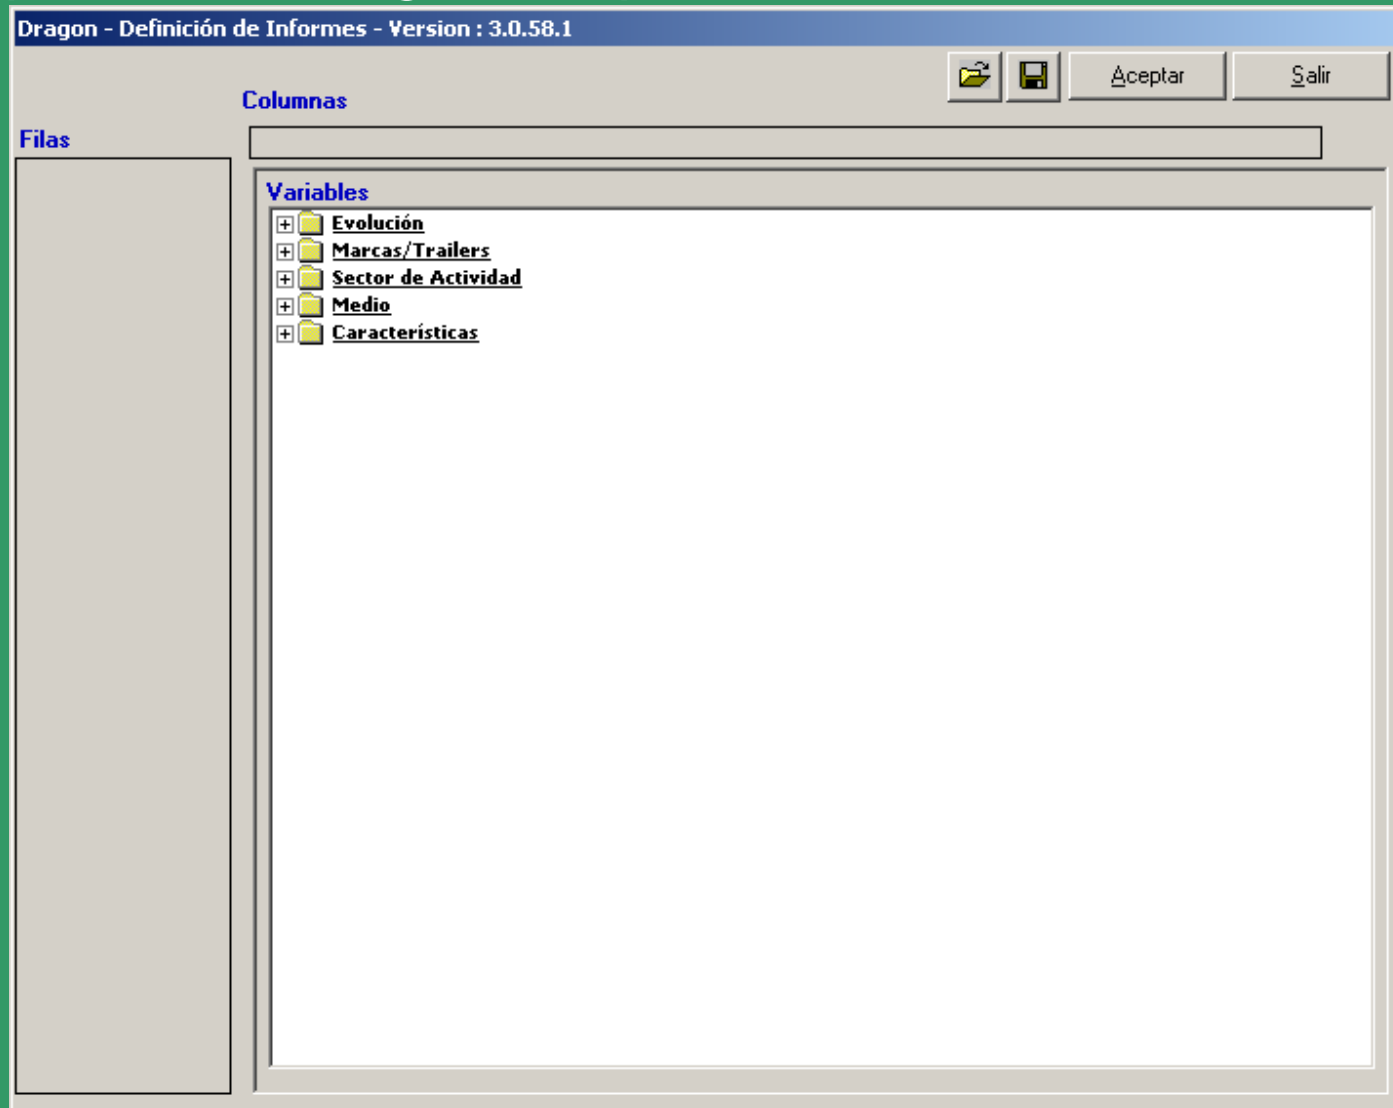 Dragon - Definición de Informes - Version : 3.0.58.1
Aceptar
Salir
Columnas
Filas
Variables
Evolución
Marcas/Trailers
Sector de Actividad
Medio
Características